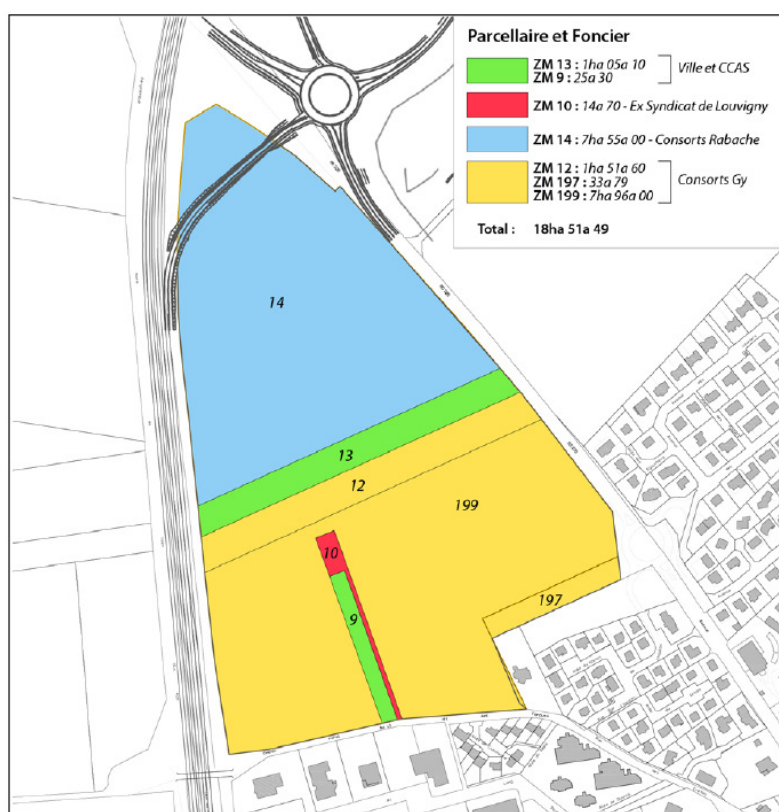 Parcellaire et Foncier
ZM 13 : 1ha 05a 10
ZM 9 : 25a 30
Ville et CCAS
ZM 10 : 14a 70 - Ex Syndicat de Louvigny
ZM 14 : 7ha 55a 00 - Consorts Rabache
ZM 12 : 1ha 51a 60
ZM 197 : 33a 79
ZM 199 : 7ha 96a 00
Consorts Gy
Total : 18ha 51a 49
14
13
12
199
10
9
197